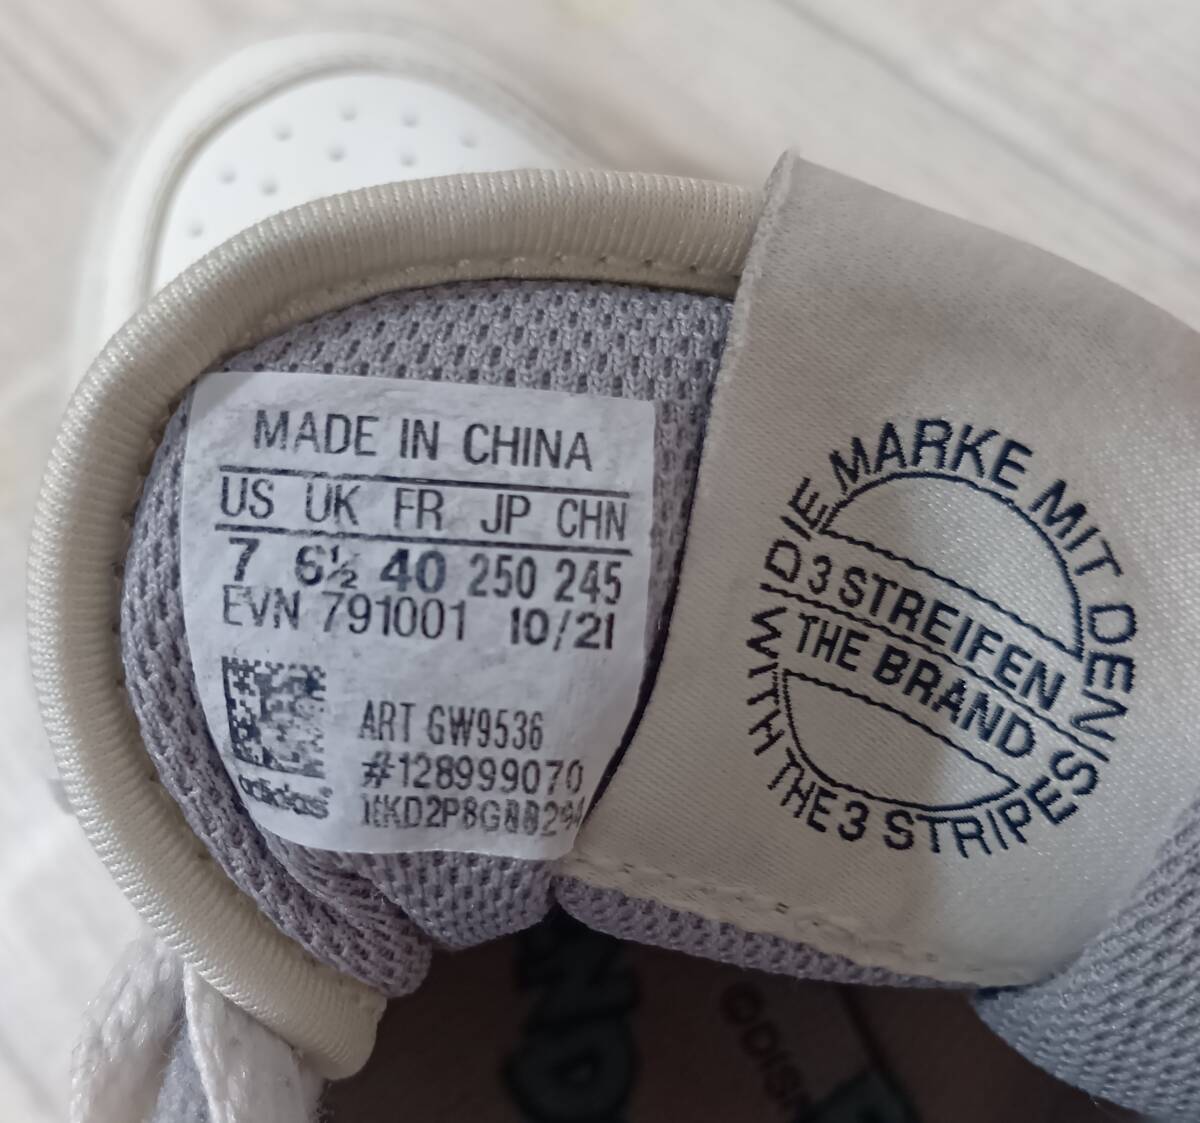 MADE IN CHINA
US UK FR JP CHN
7 6½ 40 250 245
EVN 791001 10/21
ART GW9536
#128999070
adidas
DIE MARKE MIT DEN
3 STREIFEN
THE BRAND
WITH THE 3 STRIPES
©DISN